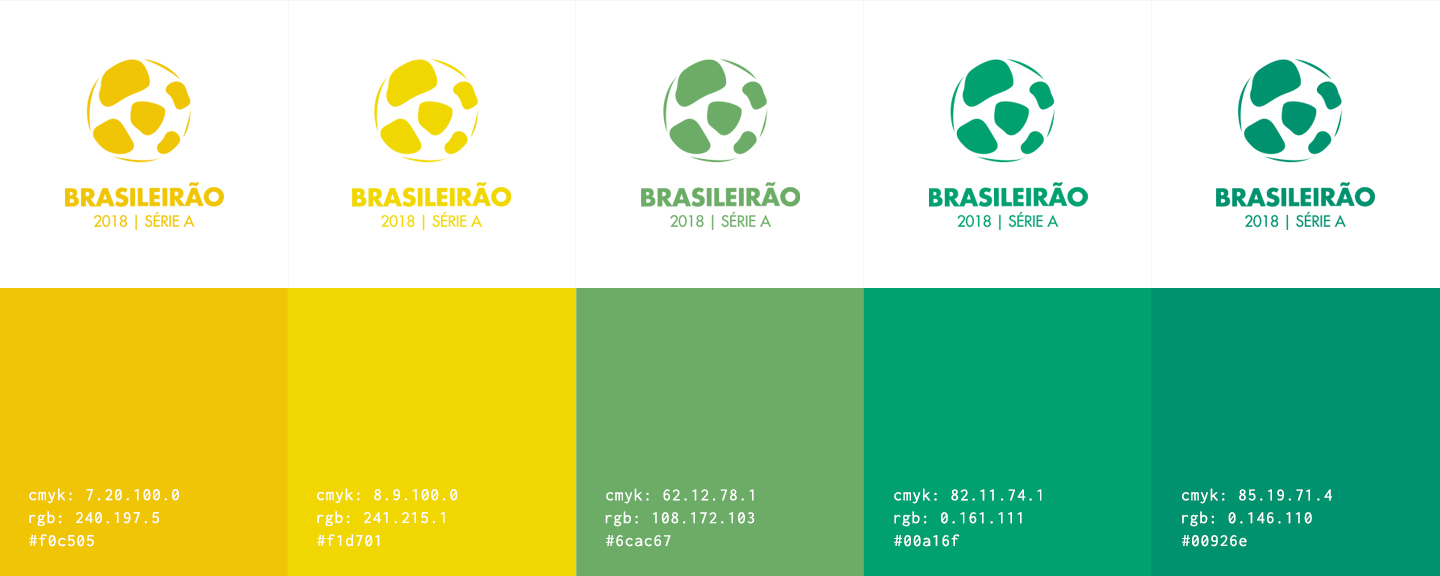 BRASILEIRÃO
2018 | SÉRIE A
BRASILEIRÃO
2018 | SÉRIE A
BRASILEIRÃO
2018 | SÉRIE A
BRASILEIRÃO
2018 | SÉRIE A
BRASILEIRÃO
2018 | SÉRIE A
cmyk: 7.20.100.0
rgb: 240.197.5
#f0c505
cmyk: 8.9.100.0
rgb: 241.215.1
#f1d701
cmyk: 62.12.78.1
rgb: 108.172.103
#6cac67
cmyk: 82.11.74.1
rgb: 0.161.111
#00a16f
cmyk: 85.19.71.4
rgb: 0.146.110
#00926e